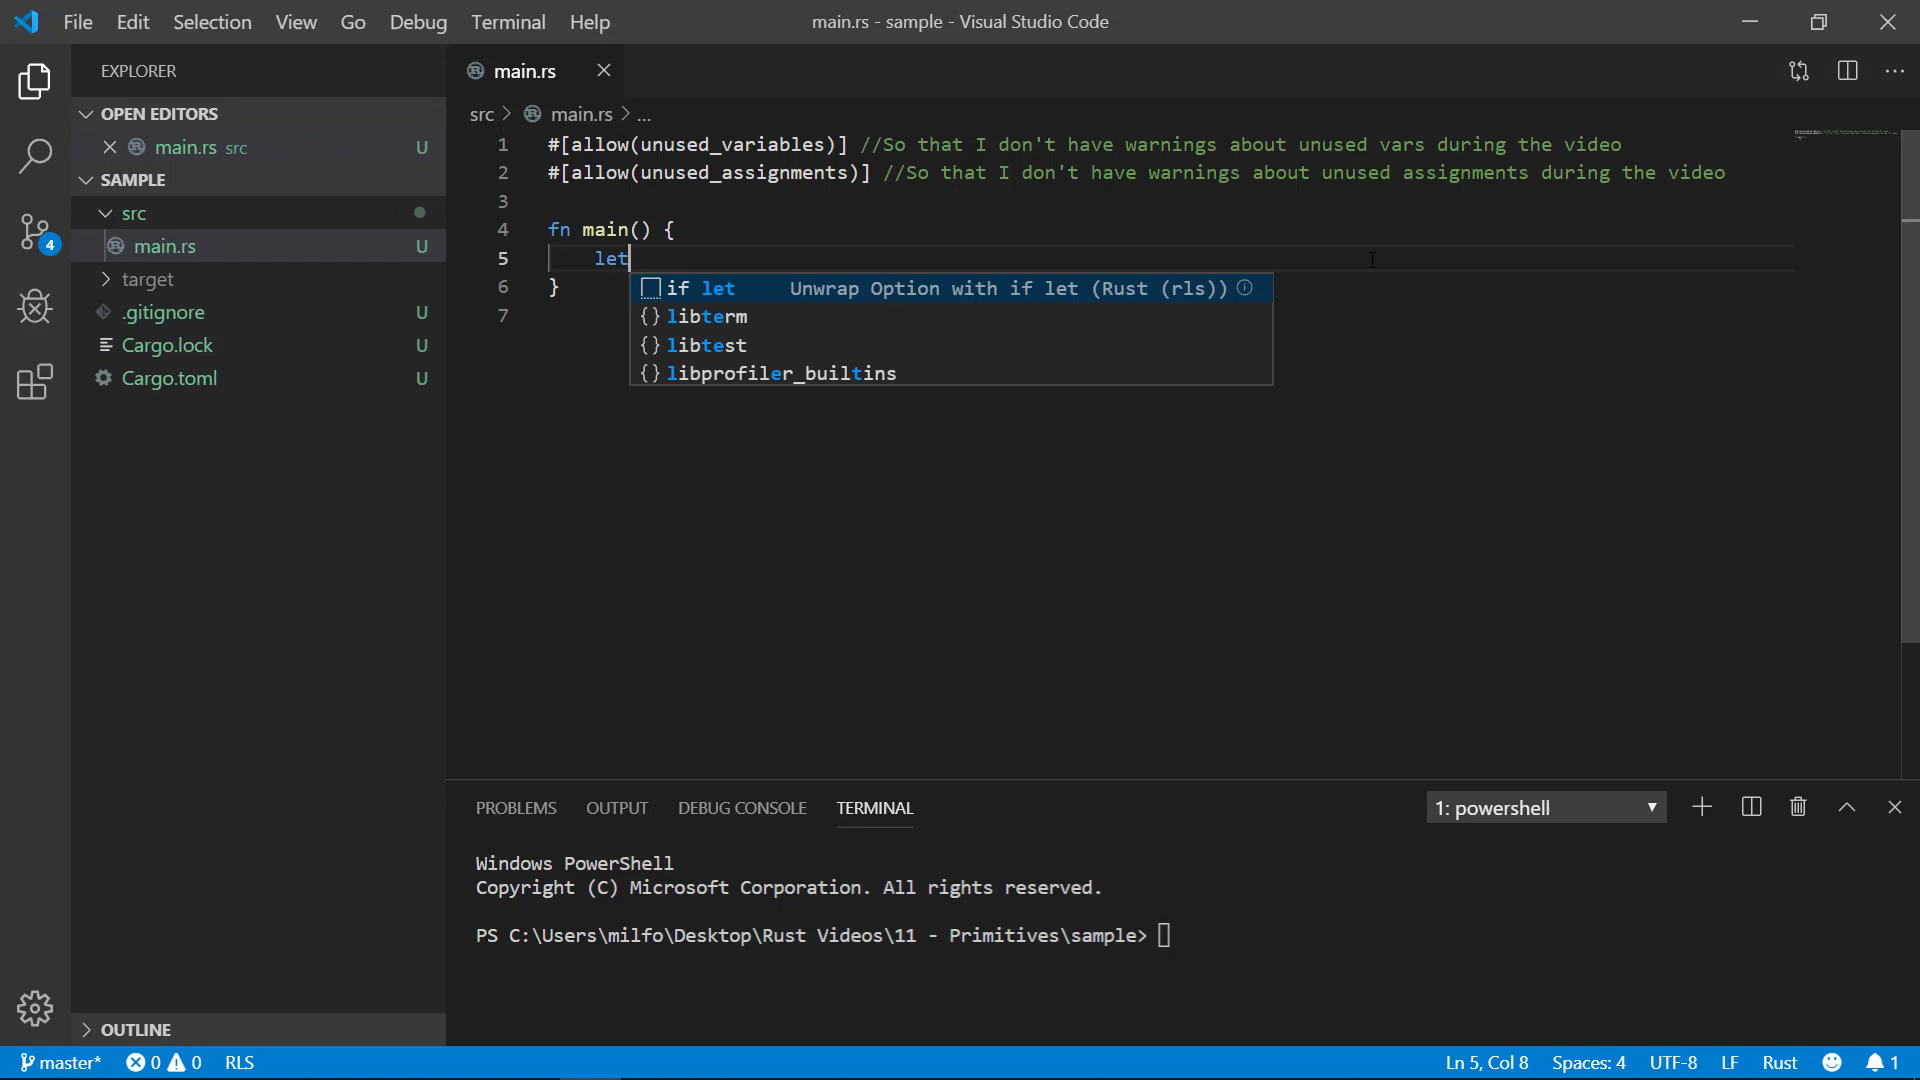 File Edit Selection View Go Debug Terminal Help
main.rs - sample - Visual Studio Code
EXPLORER
OPEN EDITORS
main.rs src U
SAMPLE
src
main.rs U
target
.gitignore U
Cargo.lock U
Cargo.toml U
OUTLINE
4
main.rs
src > main.rs > ...
1 #[allow(unused_variables)] //So that I don't have warnings about unused vars during the video
2 #[allow(unused_assignments)] //So that I don't have warnings about unused assignments during the video
3
4 fn main() {
5 let
6 }
7
if let Unwrap Option with if let (Rust (rls))
{} libterm
{} libtest
{} libprofiler_builtins
PROBLEMS OUTPUT DEBUG CONSOLE TERMINAL
1: powershell
Windows PowerShell
Copyright (C) Microsoft Corporation. All rights reserved.
PS C:\Users\milfo\Desktop\Rust Videos\11 - Primitives\sample>
master* 0 0 RLS
Ln 5, Col 8 Spaces: 4 UTF-8 LF Rust 1